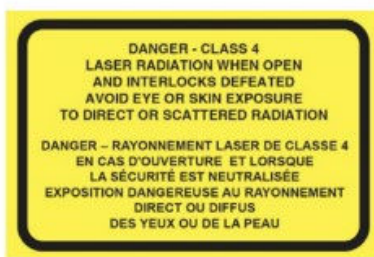 DANGER - CLASS 4
LASER RADIATION WHEN OPEN
AND INTERLOCKS DEFEATED
AVOID EYE OR SKIN EXPOSURE
TO DIRECT OR SCATTERED RADIATION
DANGER – RAYONNEMENT LASER DE CLASSE 4
EN CAS D'OUVERTURE ET LORSQUE
LA SÉCURITÉ EST NEUTRALISÉE
EXPOSITION DANGEREUSE AU RAYONNEMENT
DIRECT OU DIFFUS
DES YEUX OU DE LA PEAU